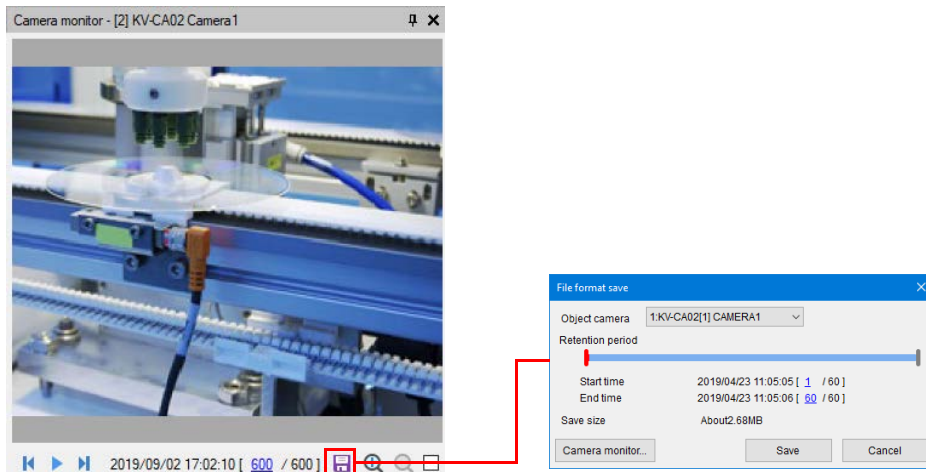 Camera monitor - [2] KV-CA02 Camera1
2019/09/02 17:02:10 [ 600 / 600 ]
File format save
Object camera 1:KV-CA02[1] CAMERA1
Retention period
Start time 2019/04/23 11:05:05 [ 1 / 60 ]
End time 2019/04/23 11:05:06 [ 60 / 60 ]
Save size About2.68MB
Camera monitor... Save Cancel